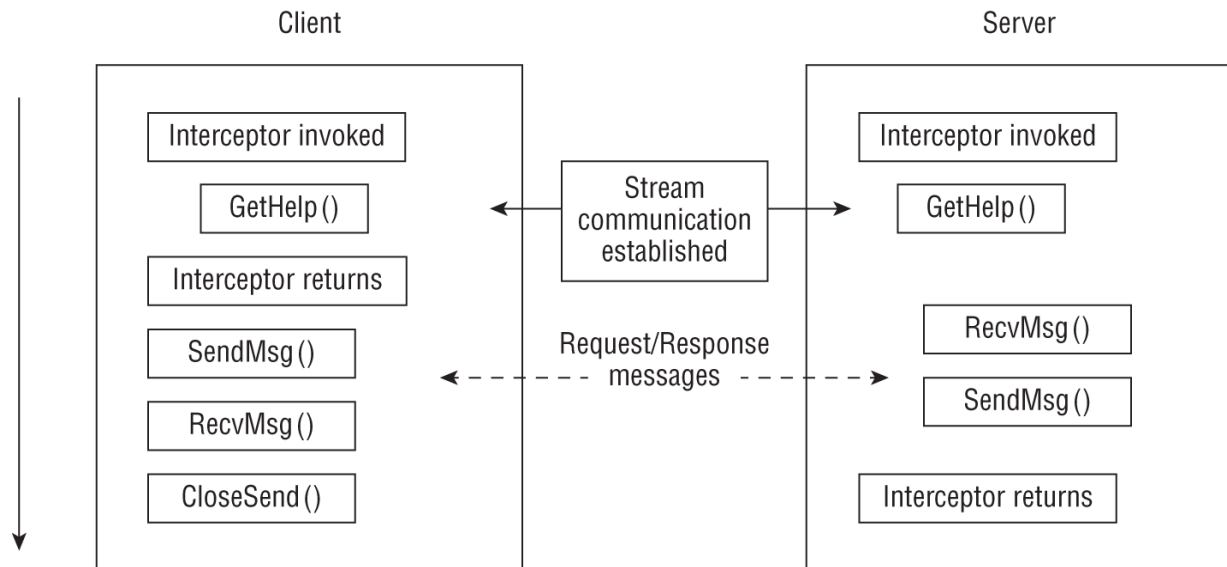 Client
Server
Interceptor invoked
GetHelp()
Interceptor returns
SendMsg()
RecvMsg()
CloseSend()
Stream
communication
established
Request/Response
messages
Interceptor invoked
GetHelp()
RecvMsg()
SendMsg()
Interceptor returns